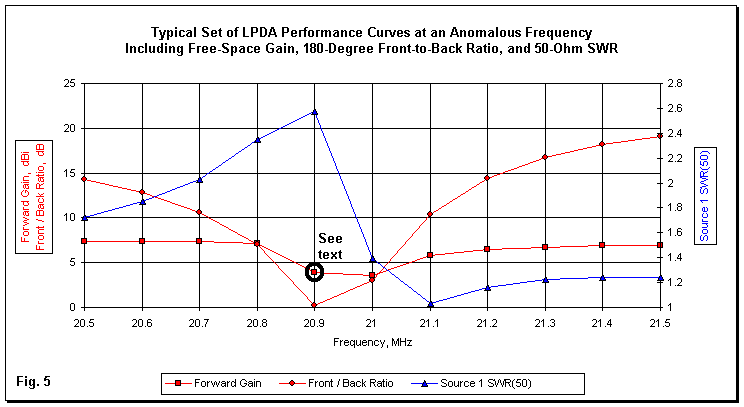 Typical Set of LPDA Performance Curves at an Anomalous Frequency
Including Free-Space Gain, 180-Degree Front-to-Back Ratio, and 50-Ohm SWR
25
20
15
10
5
0
Forward Gain, dBi
Front / Back Ratio, dB
2.8
2.6
2.4
2.2
2
1.8
1.6
1.4
1.2
1
Source 1 SWR(50)
See
text
20.5 20.6 20.7 20.8 20.9 21 21.1 21.2 21.3 21.4 21.5
Frequency, MHz
Fig. 5
Forward Gain Front / Back Ratio Source 1 SWR(50)